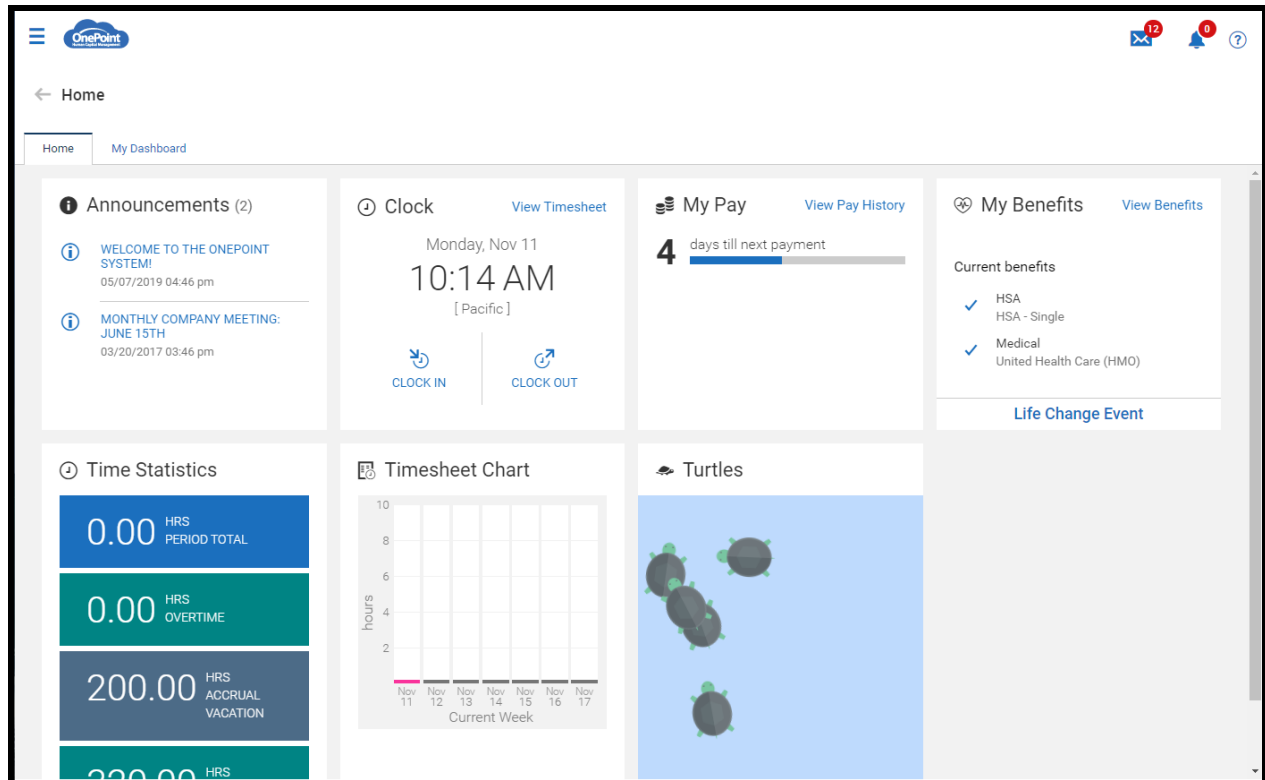 OnePoint
Human Capital Management
12
0
?
Home
Home
My Dashboard
Announcements (2)
WELCOME TO THE ONEPOINT
SYSTEM!
05/07/2019 04:46 pm
MONTHLY COMPANY MEETING:
JUNE 15TH
03/20/2017 03:46 pm
Clock
View Timesheet
Monday, Nov 11
10:14 AM
[ Pacific ]
CLOCK IN
CLOCK OUT
My Pay
View Pay History
4
days till next payment
My Benefits
View Benefits
Current benefits
HSA
HSA - Single
Medical
United Health Care (HMO)
Life Change Event
Time Statistics
0.00 HRS
PERIOD TOTAL
0.00 HRS
OVERTIME
200.00 HRS
ACCRUAL
VACATION
HRS
Timesheet Chart
10
8
6
4
2
hours
Nov Nov Nov Nov Nov Nov Nov
11 12 13 14 15 16 17
Current Week
Turtles